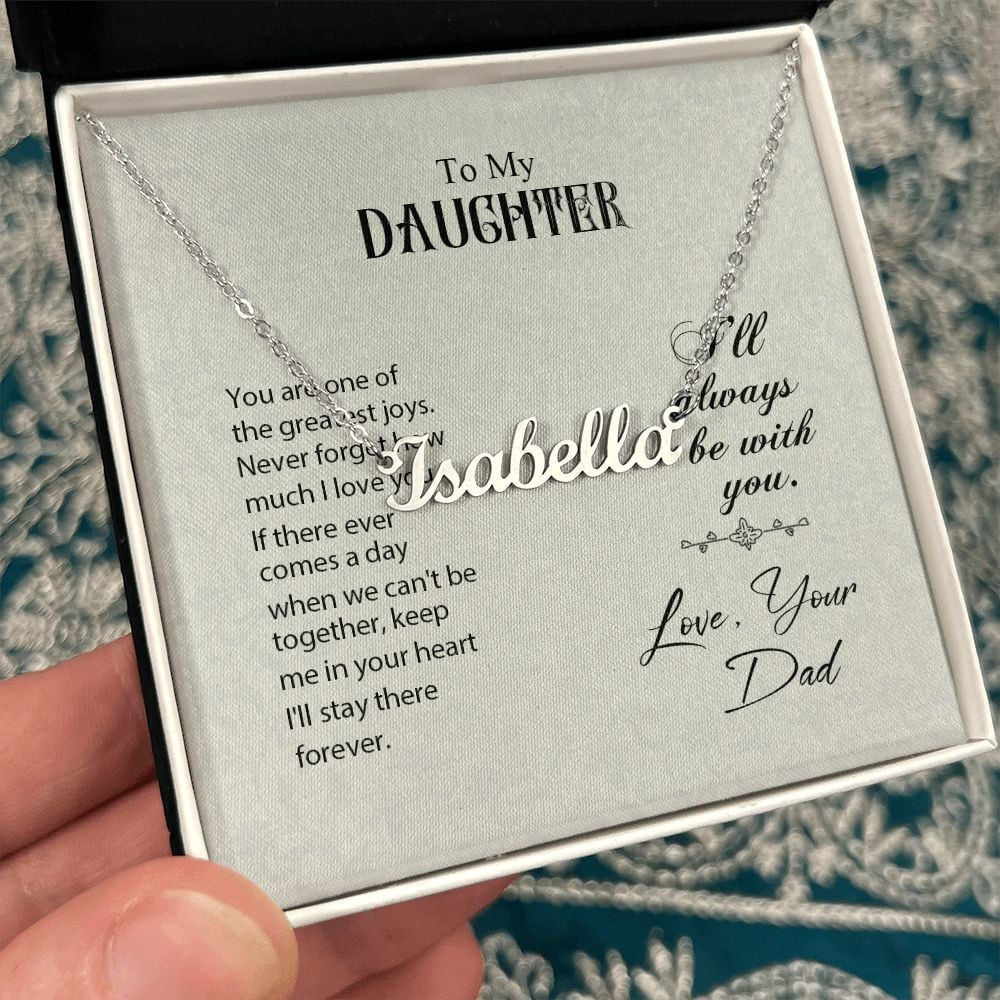 To My
DAUGHTER
You are one of
the greatest joys.
Never forget how
much I love you
If there ever
comes a day
when we can't be
together, keep
me in your heart
I'll stay there
forever.
Isabella
I'll
always
be with
you.
Love, Your
Dad